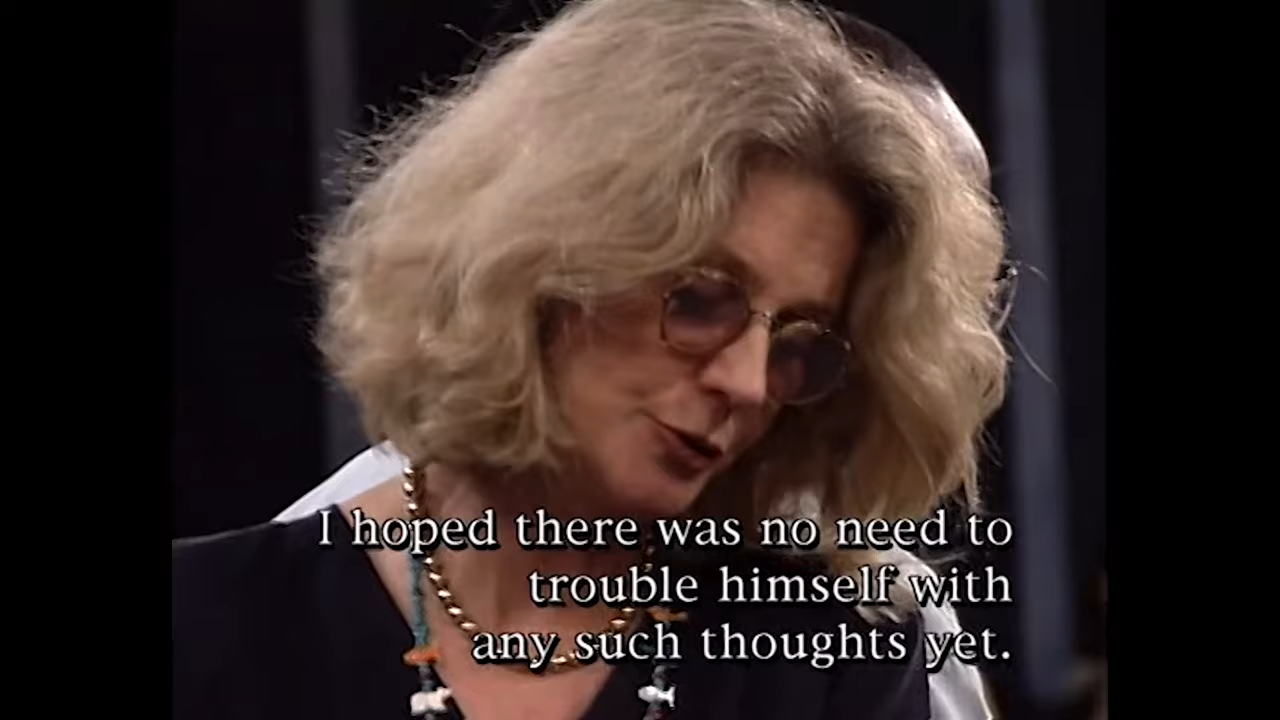 I hoped there was no need to
trouble himself with
any such thoughts yet.